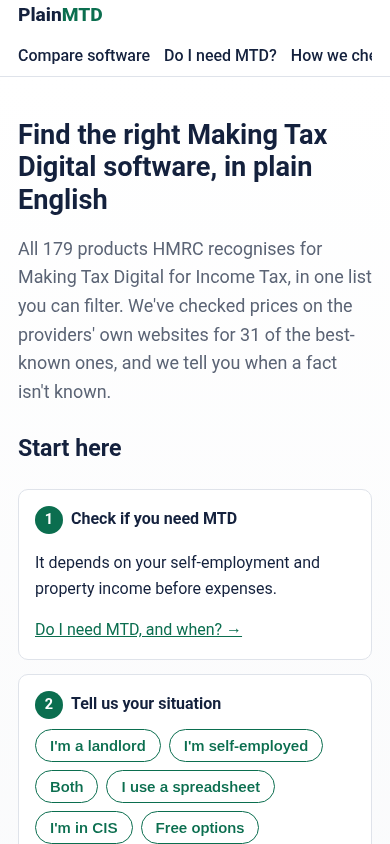 PlainMTD
Compare software Do I need MTD? How we che
Find the right Making Tax
Digital software, in plain
English
All 179 products HMRC recognises for
Making Tax Digital for Income Tax, in one list
you can filter. We've checked prices on the
providers' own websites for 31 of the best-
known ones, and we tell you when a fact
isn't known.
Start here
1 Check if you need MTD
It depends on your self-employment and
property income before expenses.
Do I need MTD, and when? →
2 Tell us your situation
I'm a landlord I'm self-employed
Both I use a spreadsheet
I'm in CIS Free options